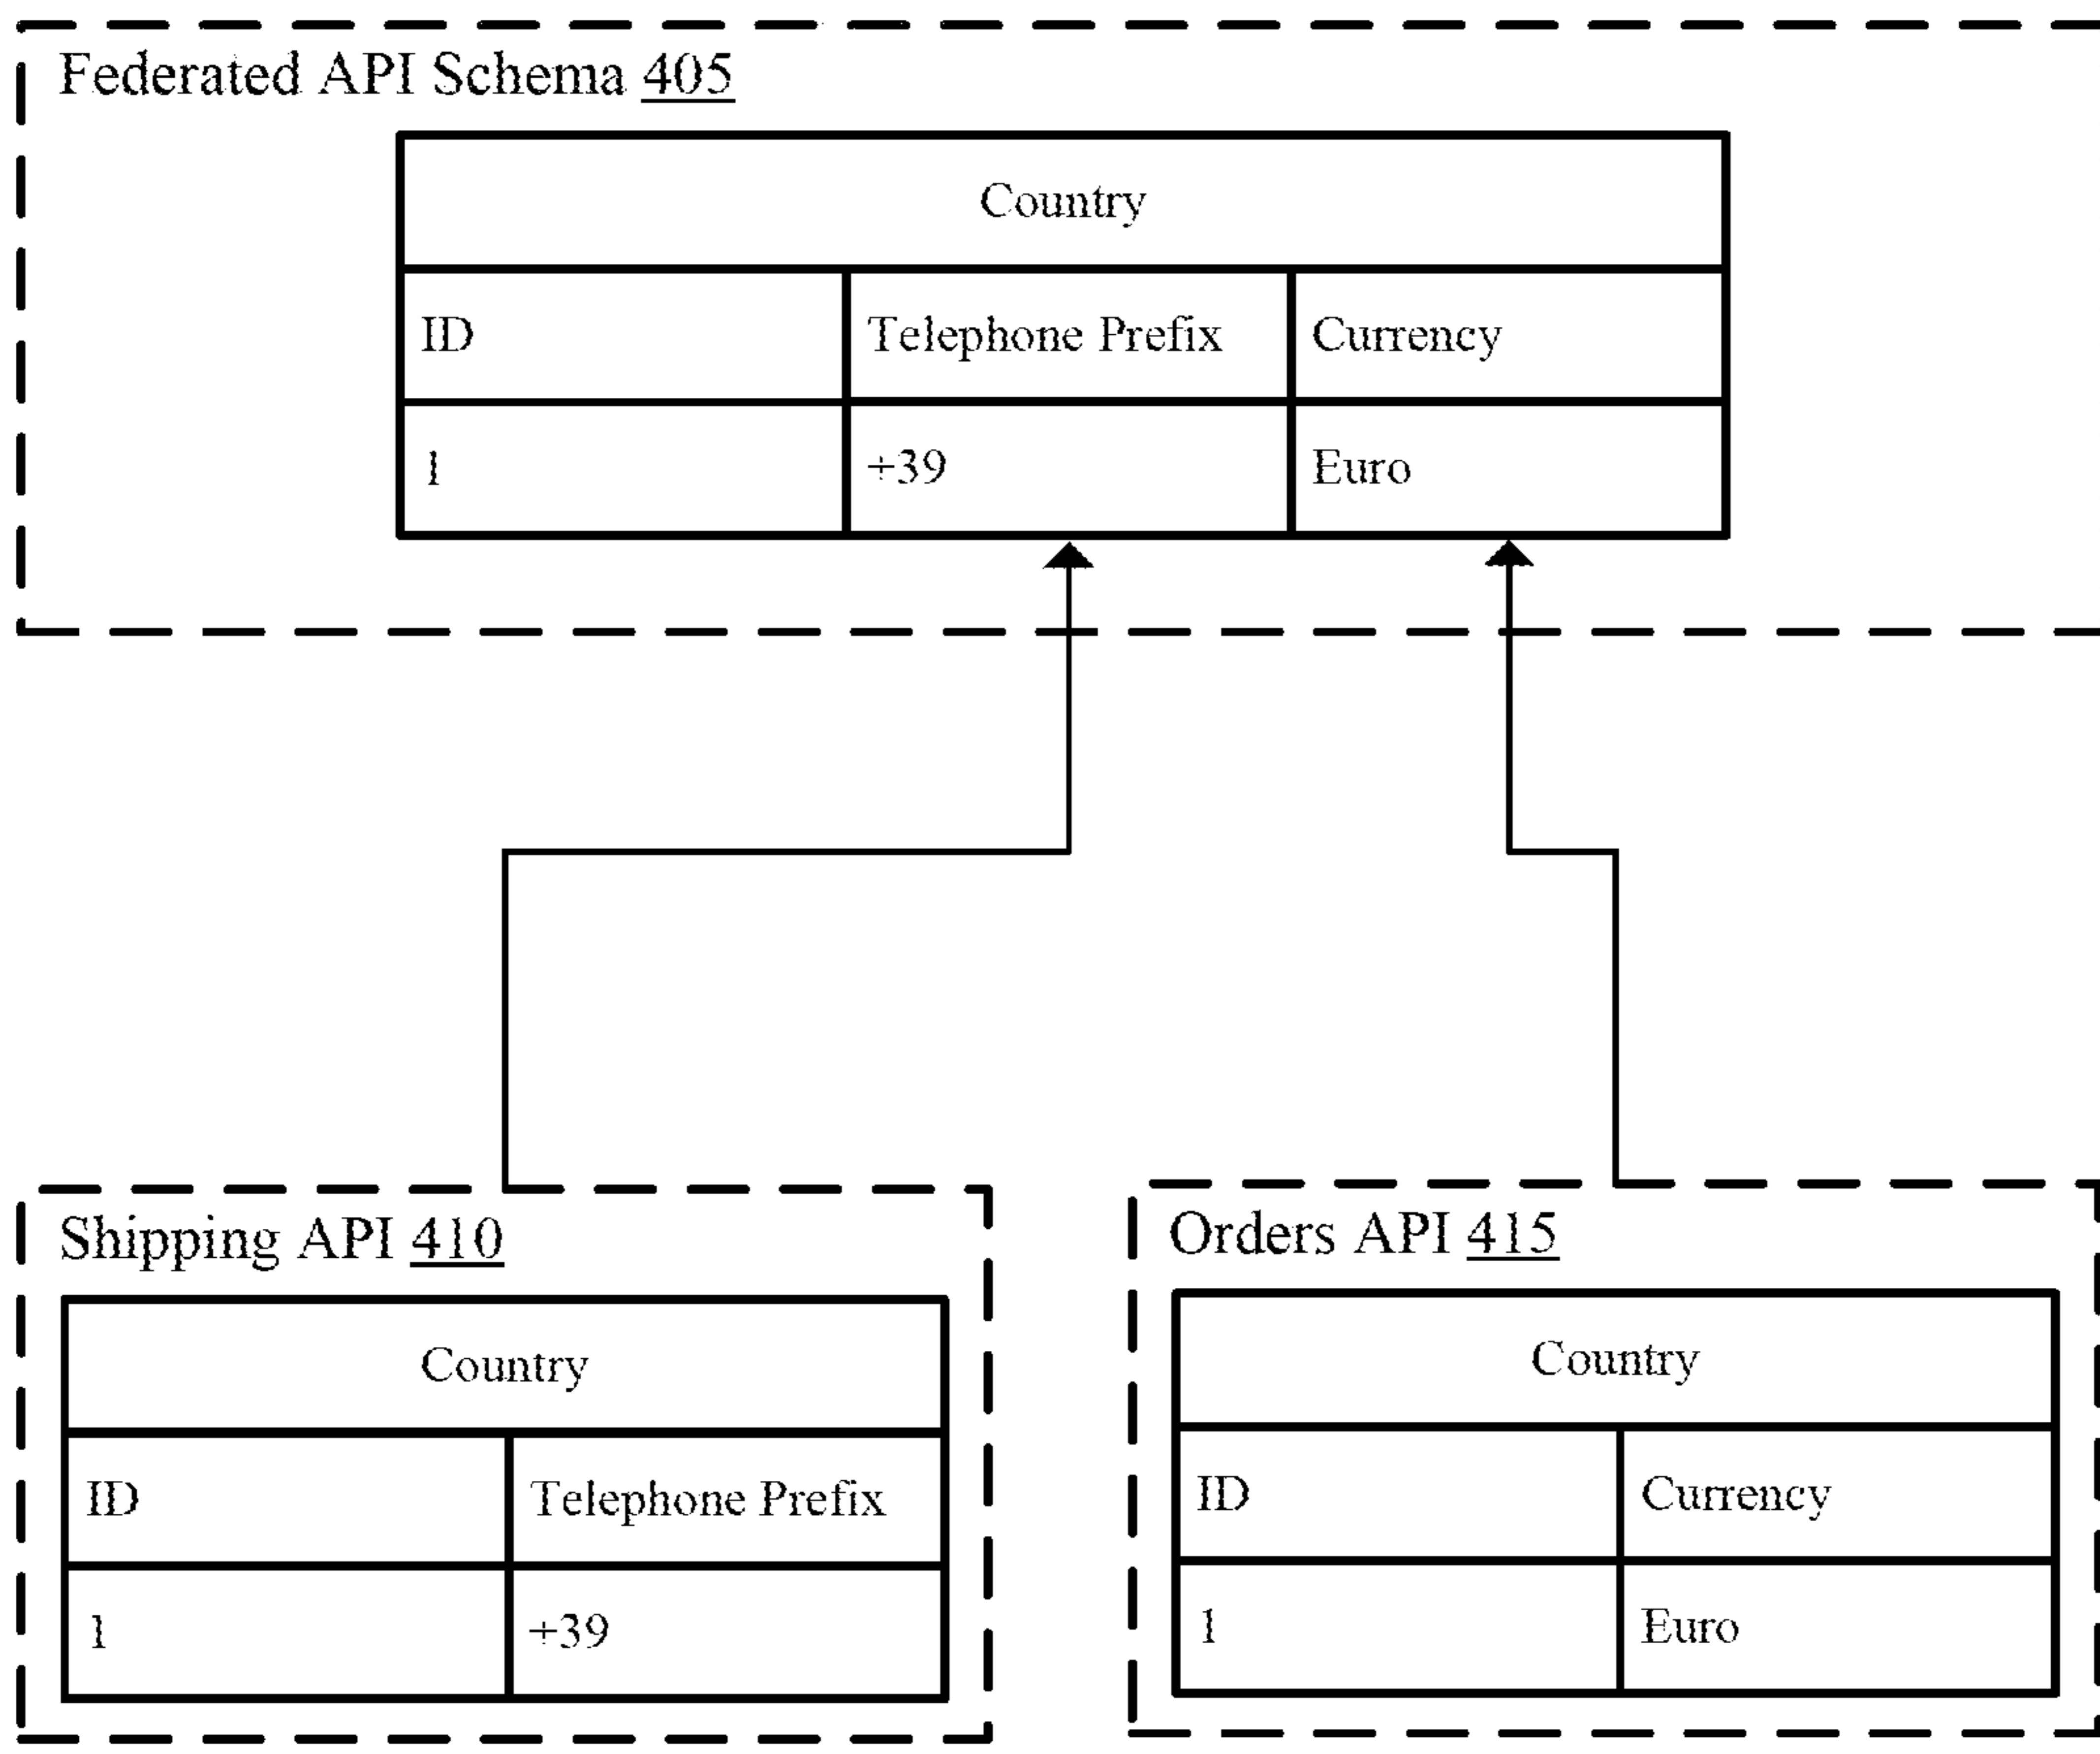 Federated API Schema 405
Country
ID Telephone Prefix Currency
1 +39 Euro
Shipping API 410
Country
ID Telephone Prefix
1 +39
Orders API 415
Country
ID Currency
1 Euro